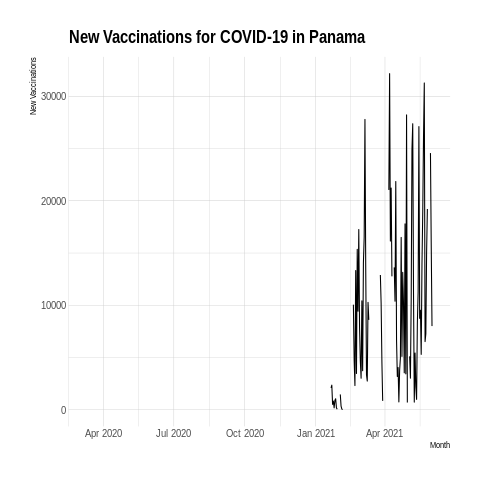 New Vaccinations for COVID-19 in Panama
New Vaccinations
30000
20000
10000
0
Apr 2020 Jul 2020 Oct 2020 Jan 2021 Apr 2021
Month